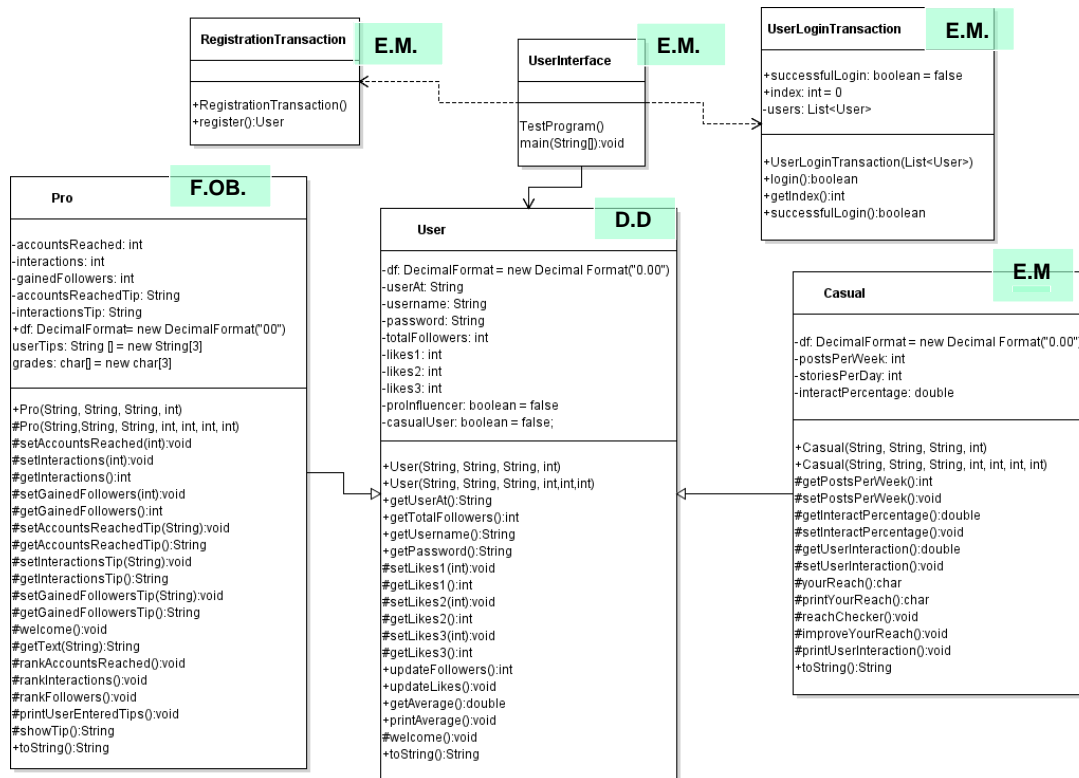 RegistrationTransaction
E.M.
+RegistrationTransaction()
+register():User
UserInterface
E.M.
TestProgram()
main(String[]):void
UserLoginTransaction
E.M.
+successfulLogin: boolean = false
+index: int = 0
-users: List<User>
+UserLoginTransaction(List<User>)
+login():boolean
+getIndex():int
+successfulLogin():boolean
Pro
F.OB.
-accountsReached: int
-interactions: int
-gainedFollowers: int
-accountsReachedTip: String
-interactionsTip: String
+df: DecimalFormat= new DecimalFormat("00")
userTips: String [] = new String[3]
grades: char[] = new char[3]
+Pro(String, String, String, int)
#Pro(String,String, String, int, int, int, int)
#setAccountsReached(int):void
#setInteractions(int):void
#getInteractions():int
#setGainedFollowers(int):void
#getGainedFollowers():int
#setAccountsReachedTip(String):void
#getAccountsReachedTip():String
#setInteractionsTip(String):void
#getInteractionsTip():String
#setGainedFollowersTip(String):void
#getGainedFollowersTip():String
#welcome():void
#getText(String):String
#rankAccountsReached():void
#rankInteractions():void
#rankFollowers():void
#printUserEnteredTips():void
#showTip():String
+toString():String
User
D.D
-df: DecimalFormat = new Decimal Format("0.00")
-userAt: String
-username: String
-password: String
-totalFollowers: int
-likes1: int
-likes2: int
-likes3: int
-proInfluencer: boolean = false
-casualUser: boolean = false;
+User(String, String, String, int)
+User(String, String, String, int,int,int)
+getUserAt():String
+getTotalFollowers():int
+getUsername():String
+getPassword():String
#setLikes1(int):void
#getLikes1():int
#setLikes2(int):void
#getLikes2():int
#setLikes3(int):void
#getLikes3():int
+updateFollowers():int
+updateLikes():void
+getAverage():double
+printAverage():void
#welcome():void
+toString():String
Casual
E.M
-df: DecimalFormat = new Decimal Format("0.00")
-postsPerWeek: int
-storiesPerDay: int
-interactPercentage: double
+Casual(String, String, String, int)
+Casual(String, String, String, int, int, int, int)
#getPostsPerWeek():int
#setPostsPerWeek():void
#getInteractPercentage():double
#setInteractPercentage():void
#getUserInteraction():double
#setUserInteraction():void
#yourReach():char
#printYourReach():char
#reachChecker():void
#improveYourReach():void
#printUserInteraction():void
+toString():String